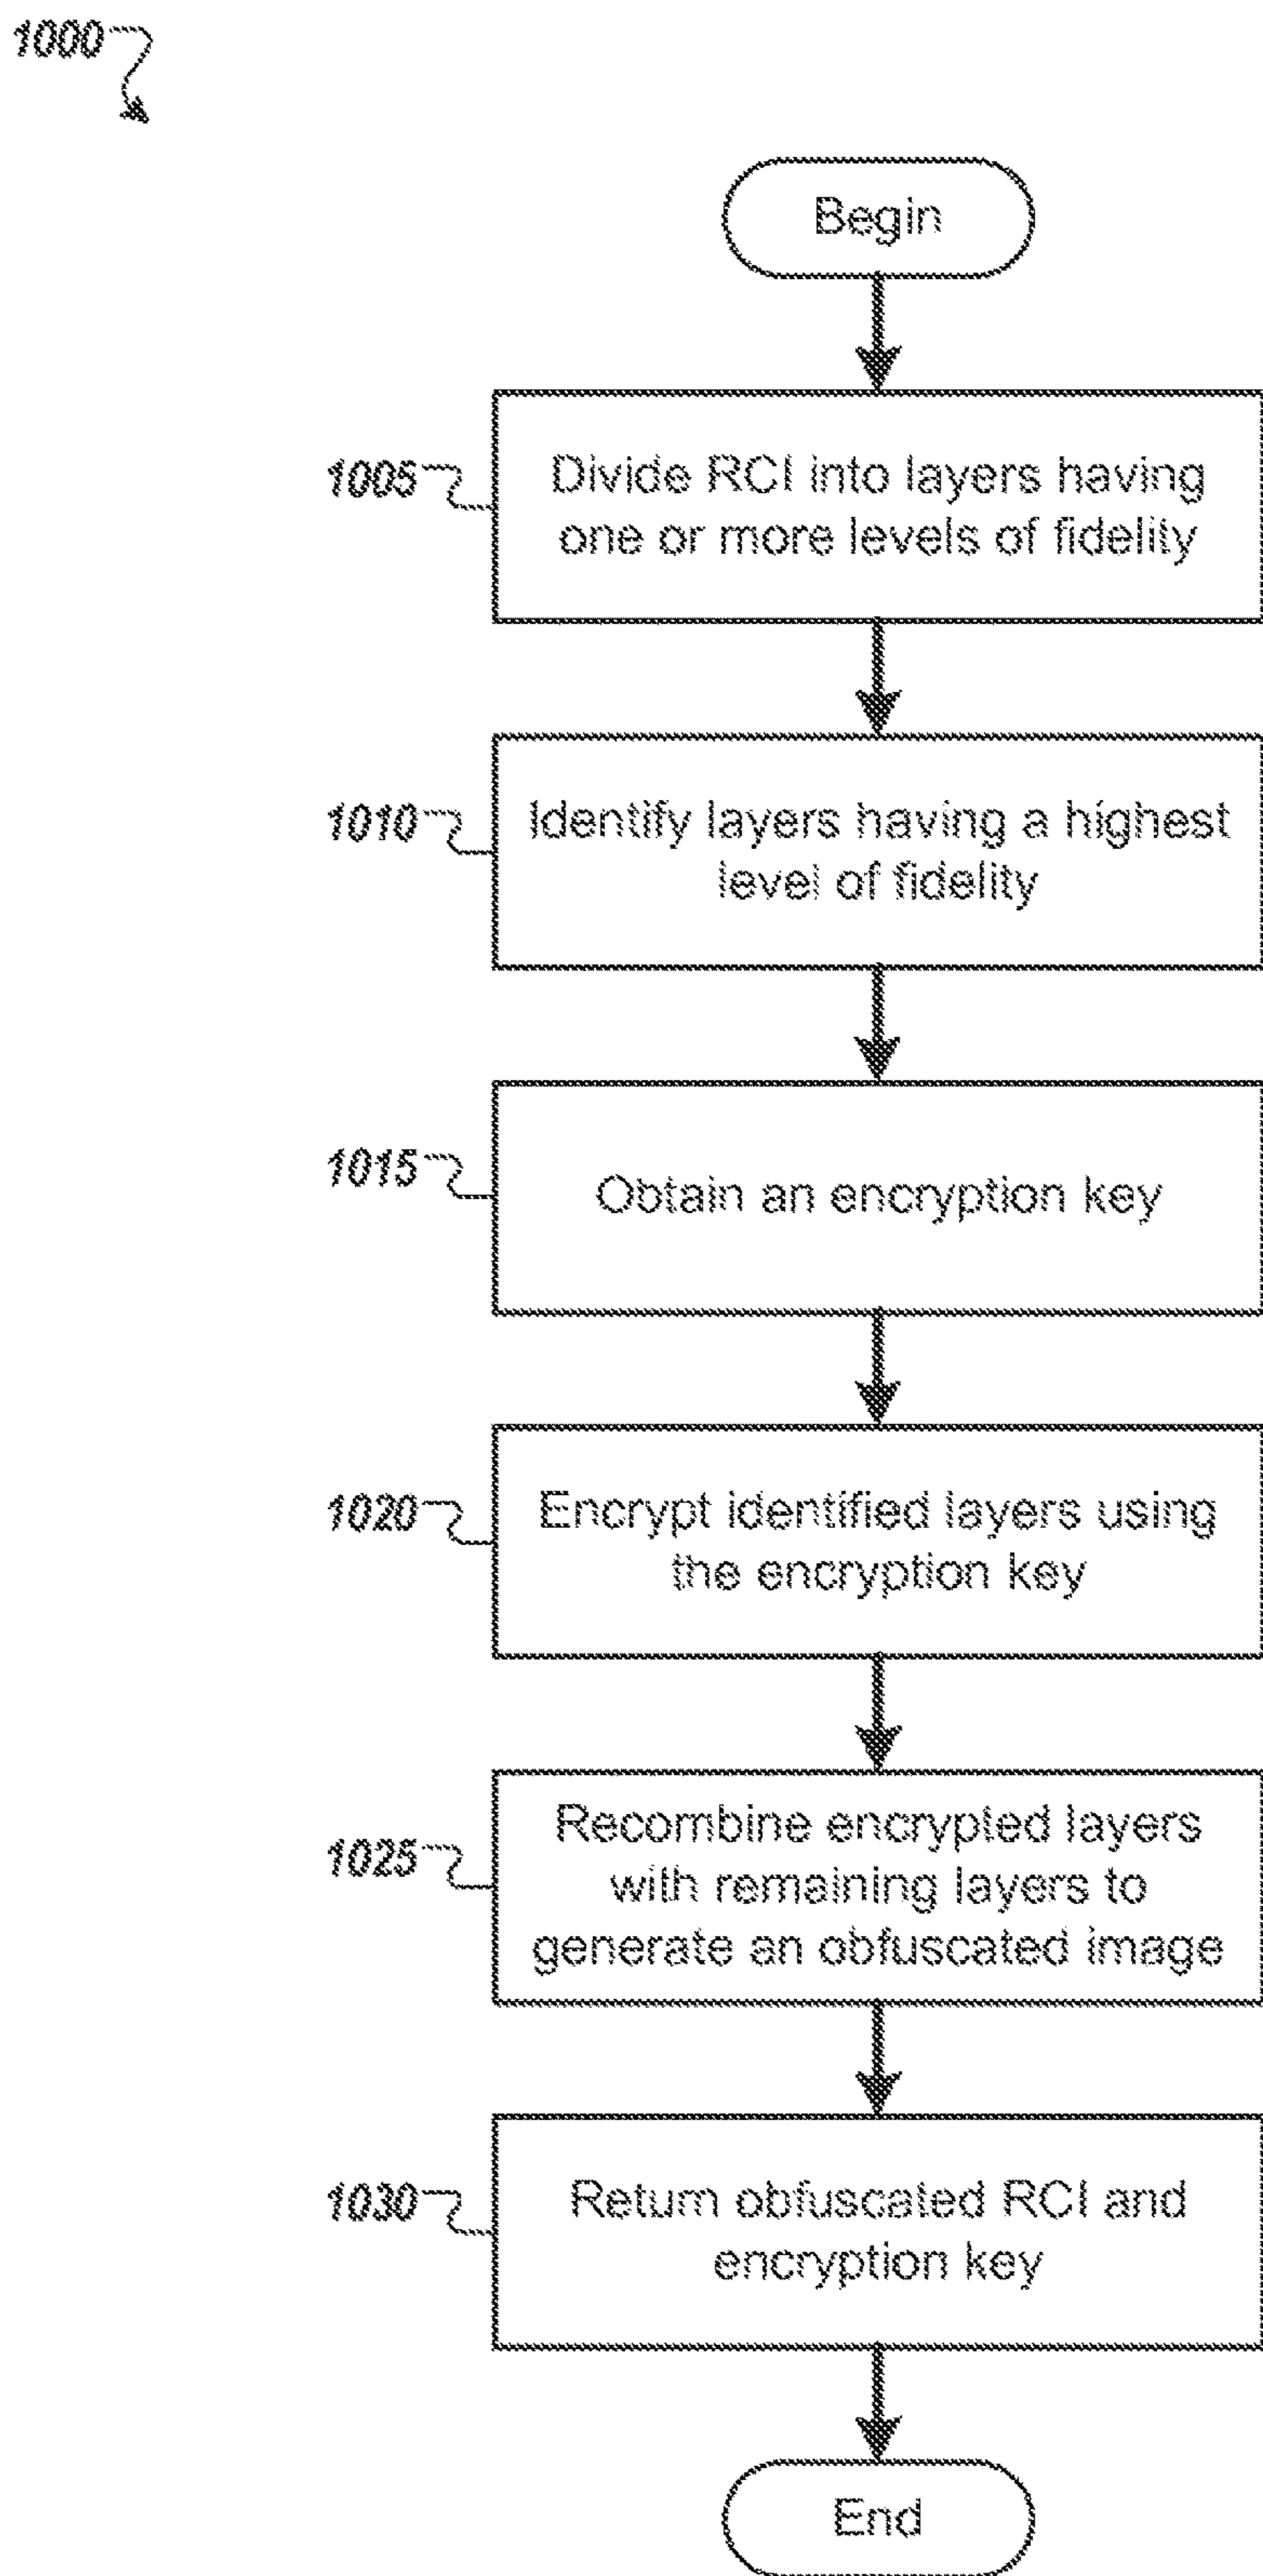 1000
Begin
1005
Divide RCI into layers having
one or more levels of fidelity
1010
Identify layers having a highest
level of fidelity
1015
Obtain an encryption key
1020
Encrypt identified layers using
the encryption key
1025
Recombine encrypted layers
with remaining layers to
generate an obfuscated image
1030
Return obfuscated RCI and
encryption key
End